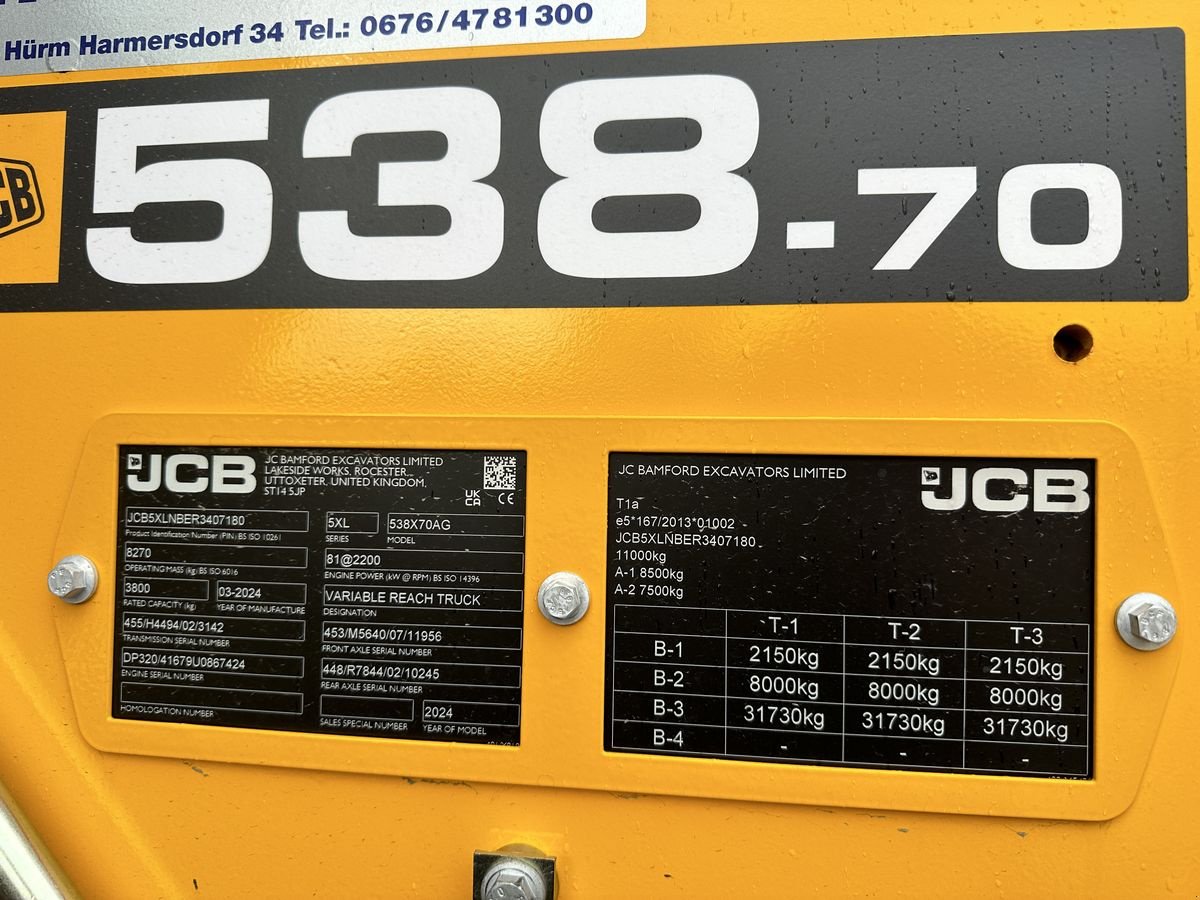 Hürm Harmersdorf 34 Tel.: 0676/4781300
538-70
JCB
JC BAMFORD EXCAVATORS LIMITED
LAKESIDE WORKS, ROCESTER,
UTTOXETER, UNITED KINGDOM,
ST14 5JP
UK
CA
CE
JCB5XLNBER3407180
Product Identification Number (PIN) BS ISO 10261
5XL
SERIES
538X70AG
MODEL
8270
OPERATING MASS (kg) BS ISO 6016
81@2200
ENGINE POWER (kW @ RPM) BS ISO 14396
3800
RATED CAPACITY (kg)
03-2024
YEAR OF MANUFACTURE
VARIABLE REACH TRUCK
DESIGNATION
455/H4494/02/3142
TRANSMISSION SERIAL NUMBER
453/M5640/07/11956
FRONT AXLE SERIAL NUMBER
DP320/41679U0867424
ENGINE SERIAL NUMBER
448/R7844/02/10245
REAR AXLE SERIAL NUMBER
HOMOLOGATION NUMBER
SALES SPECIAL NUMBER
2024
YEAR OF MODEL
JC BAMFORD EXCAVATORS LIMITED
JCB
T1a
e5*167/2013*01002
JCB5XLNBER3407180
11000kg
A-1 8500kg
A-2 7500kg
T-1 T-2 T-3
B-1 2150kg 2150kg 2150kg
B-2 8000kg 8000kg 8000kg
B-3 31730kg 31730kg 31730kg
B-4 - - -